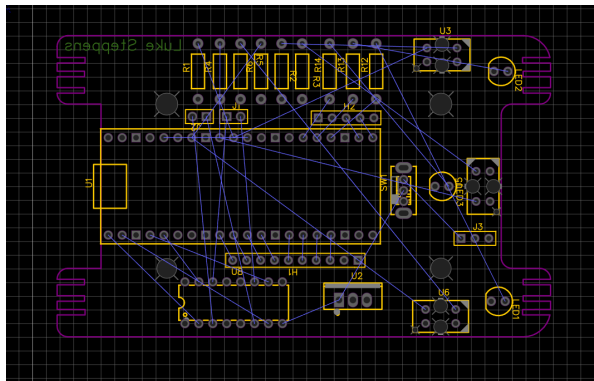 Luke Steppens
U3
R1
R4
R6
R5
R2
R3
R14
R13
R12
LED2
J1
H2
U1
SW1
LED3
J3
U8
H1
U2
U6
LED1